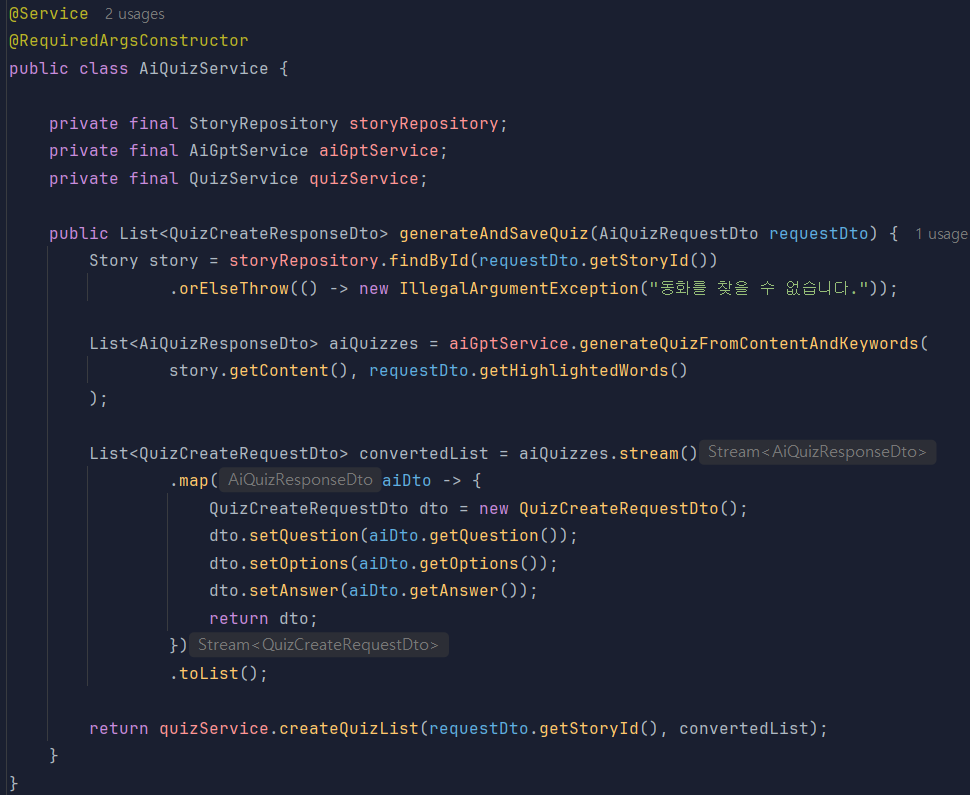 @Service 2 usages
@RequiredArgsConstructor
public class AiQuizService {
private final StoryRepository storyRepository;
private final AiGptService aiGptService;
private final QuizService quizService;
public List<QuizCreateResponseDto> generateAndSaveQuiz(AiQuizRequestDto requestDto) { 1 usage
Story story = storyRepository.findById(requestDto.getStoryId())
.orElseThrow(() -> new IllegalArgumentException("동화를 찾을 수 없습니다."));
List<AiQuizResponseDto> aiQuizzes = aiGptService.generateQuizFromContentAndKeywords(
story.getContent(), requestDto.getHighlightedWords()
);
List<QuizCreateRequestDto> convertedList = aiQuizzes.stream() Stream<AiQuizResponseDto>
.map( AiQuizResponseDto aiDto -> {
QuizCreateRequestDto dto = new QuizCreateRequestDto();
dto.setQuestion(aiDto.getQuestion());
dto.setOptions(aiDto.getOptions());
dto.setAnswer(aiDto.getAnswer());
return dto;
}) Stream<QuizCreateRequestDto>
.toList();
return quizService.createQuizList(requestDto.getStoryId(), convertedList);
}
}